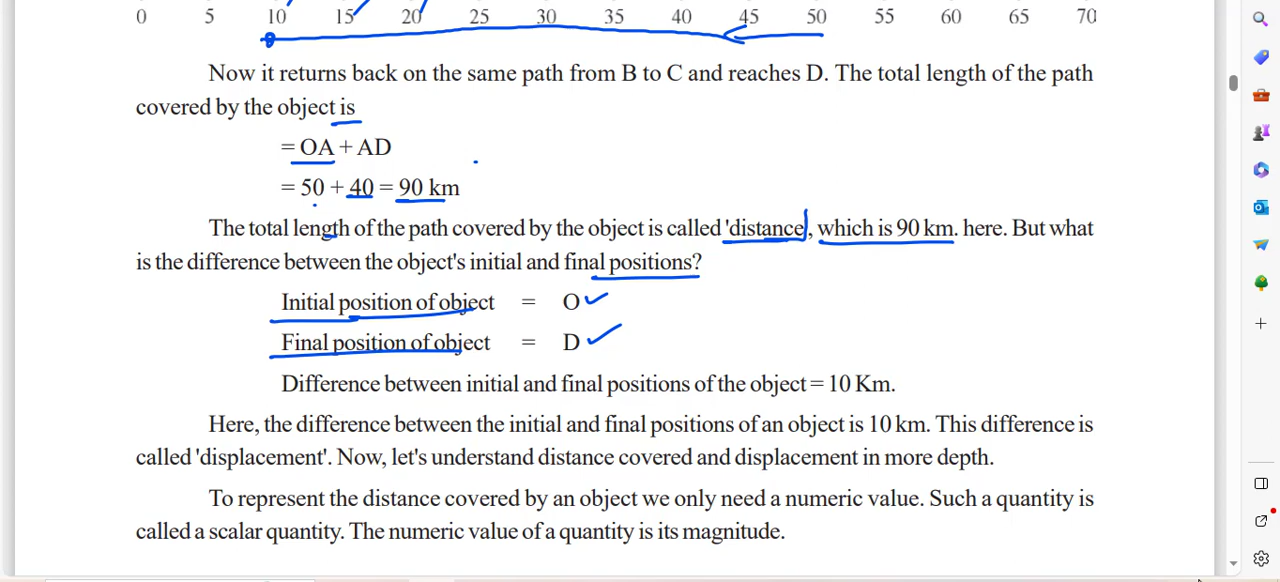 0 5 10 15 20 25 30 35 40 45 50 55 60 65 70
Now it returns back on the same path from B to C and reaches D. The total length of the path
covered by the object is
= OA + AD
= 50 + 40 = 90 km
The total length of the path covered by the object is called 'distance', which is 90 km. here. But what
is the difference between the object's initial and final positions?
Initial position of object = O
Final position of object = D
Difference between initial and final positions of the object = 10 Km.
Here, the difference between the initial and final positions of an object is 10 km. This difference is
called 'displacement'. Now, let's understand distance covered and displacement in more depth.
To represent the distance covered by an object we only need a numeric value. Such a quantity is
called a scalar quantity. The numeric value of a quantity is its magnitude.